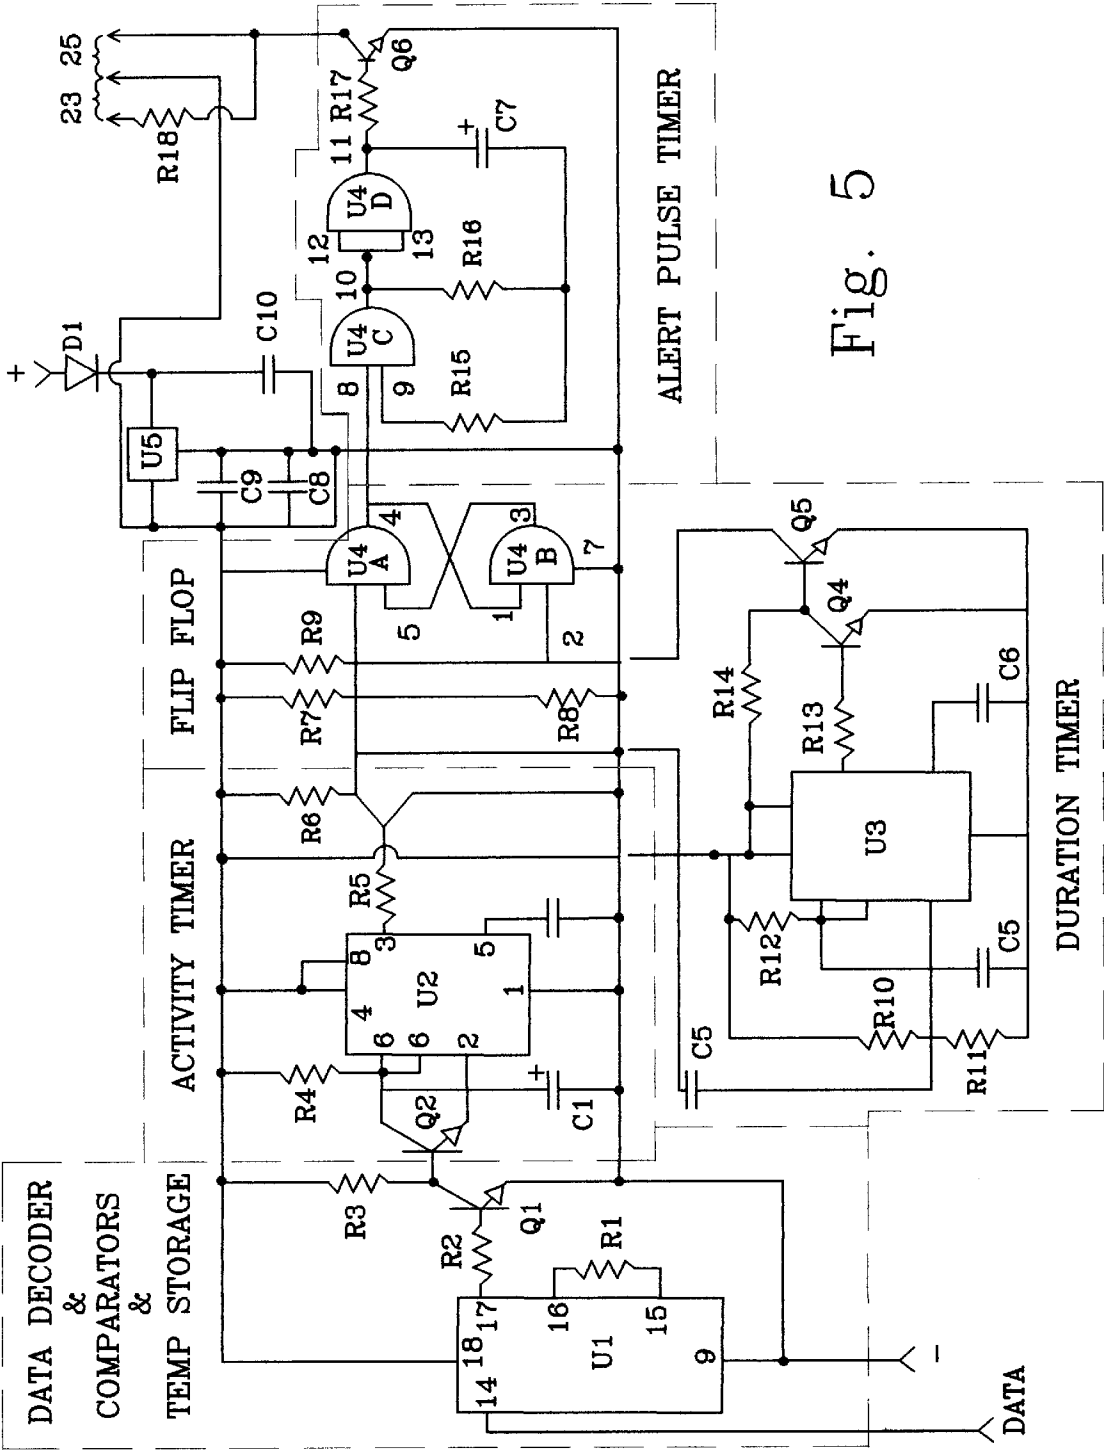 DATA DECODER
&
COMPARATORS
&
TEMP STORAGE
ACTIVITY TIMER
FLIP FLOP
ALERT PULSE TIMER
DURATION TIMER
Fig. 5
DATA
-
+
D1
U5
C10
C9
C8
23
25
R18
U1
18
14
17
16
15
9
R1
R2
Q1
R3
Q2
R4
C1
+
U2
4
8
6
6
2
3
5
1
R5
R6
R7
R8
R9
U4
A
5
4
U4
B
1
2
3
7
U4
C
8
9
10
U4
D
12
13
11
R15
R16
R17
C7
+
Q6
C5
R10
R11
R12
C5
U3
R13
R14
C6
Q4
Q5